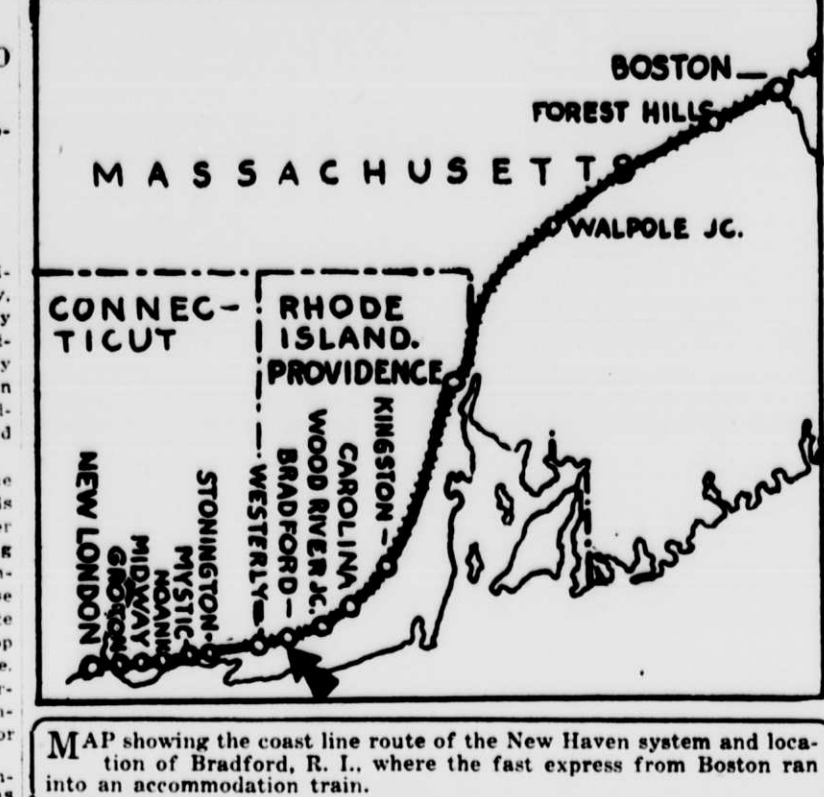 BOSTON
FOREST HILLS
MASSACHUSETTS
WALPOLE JC.
CONNEC-
TICUT
RHODE
ISLAND.
PROVIDENCE
KINGSTON
CAROLINA
WOOD RIVER JC.
BRADFORD
WESTERLY
STONINGTON
MYSTIC
NOANK
MIDWAY
GROTON
NEW LONDON
MAP showing the coast line route of the New Haven system and loca-
tion of Bradford, R. I., where the fast express from Boston ran
into an accommodation train.